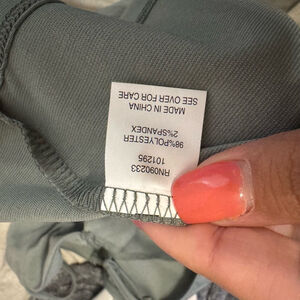 RN090233
101295
98%POLYESTER
2%SPANDEX
MADE IN CHINA
SEE OVER FOR CARE